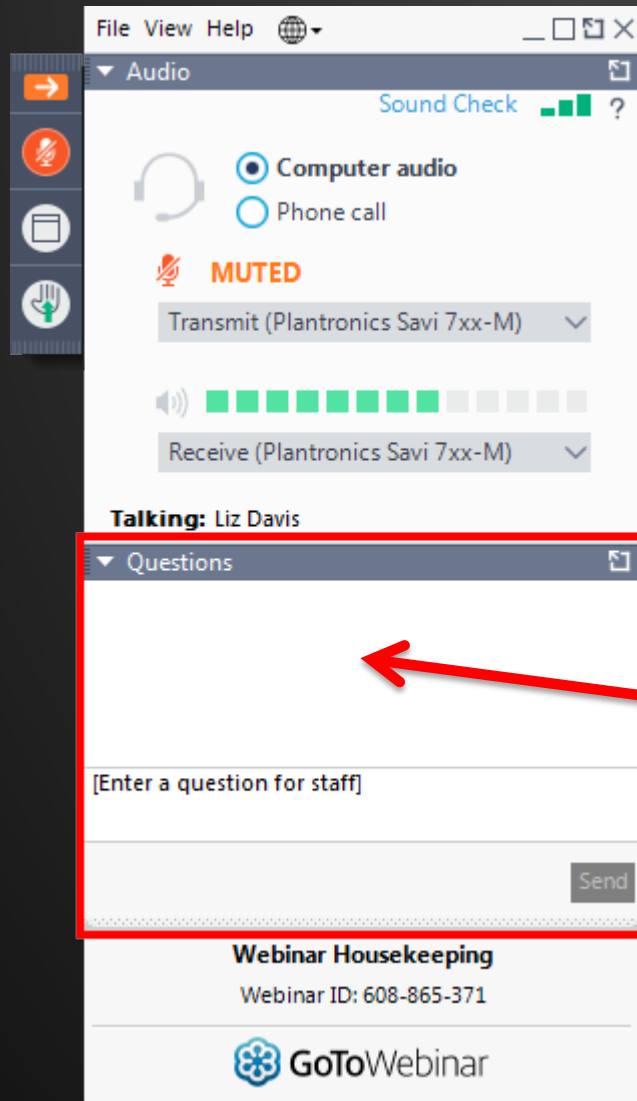 File View Help
Audio
Sound Check ?
Computer audio
Phone call
MUTED
Transmit (Plantronics Savi 7xx-M)
Receive (Plantronics Savi 7xx-M)
Talking: Liz Davis
Questions
[Enter a question for staff]
Send
Webinar Housekeeping
Webinar ID: 608-865-371
GoToWebinar